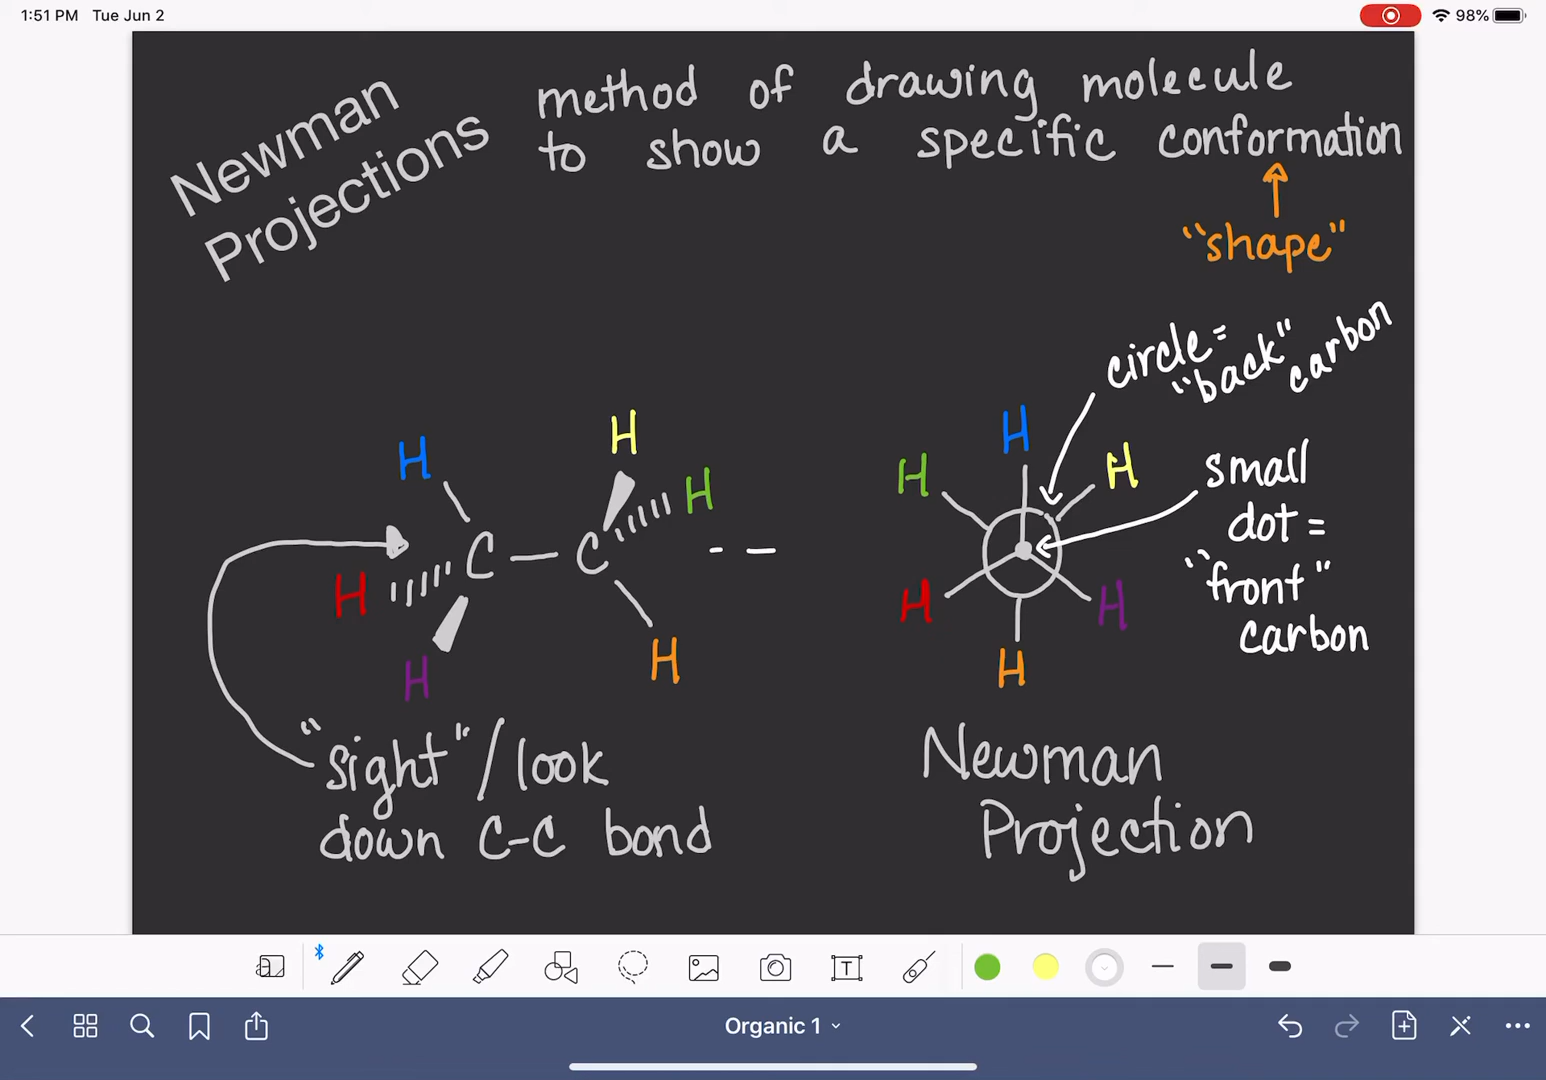 1:51 PM Tue Jun 2
98%
Newman
Projections
method of drawing molecule
to show a specific conformation
"shape"
circle =
"back" carbon
H
H
H
H
C — C
H
H
"sight"/look
down C-C bond
H
H
H
H
H
H
small
dot =
"front"
carbon
Newman
Projection
T
Organic 1